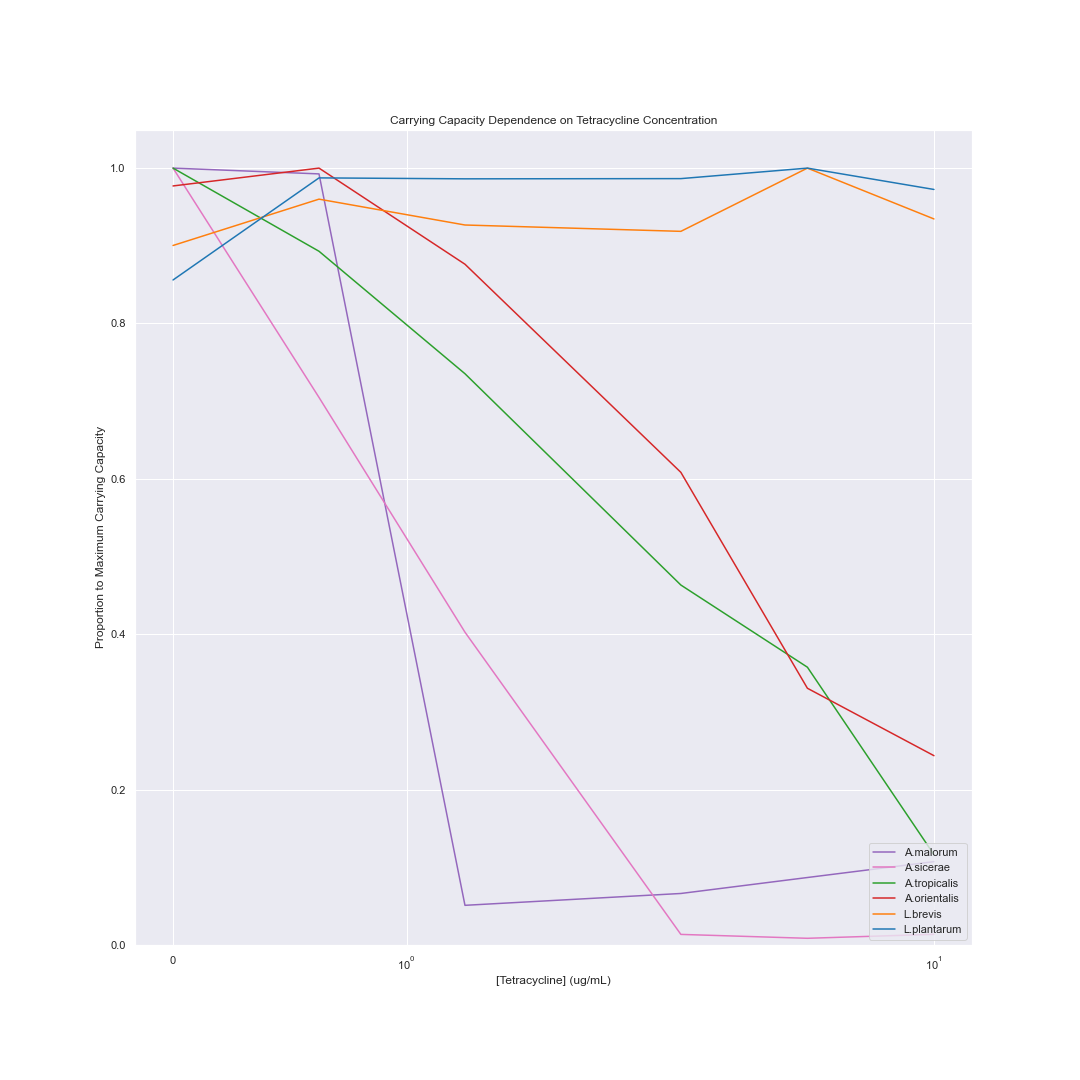 Carrying Capacity Dependence on Tetracycline Concentration
Proportion to Maximum Carrying Capacity
1.0
0.8
0.6
0.4
0.2
0.0
0
10⁰
10¹
[Tetracycline] (ug/mL)
A.malorum
A.sicerae
A.tropicalis
A.orientalis
L.brevis
L.plantarum